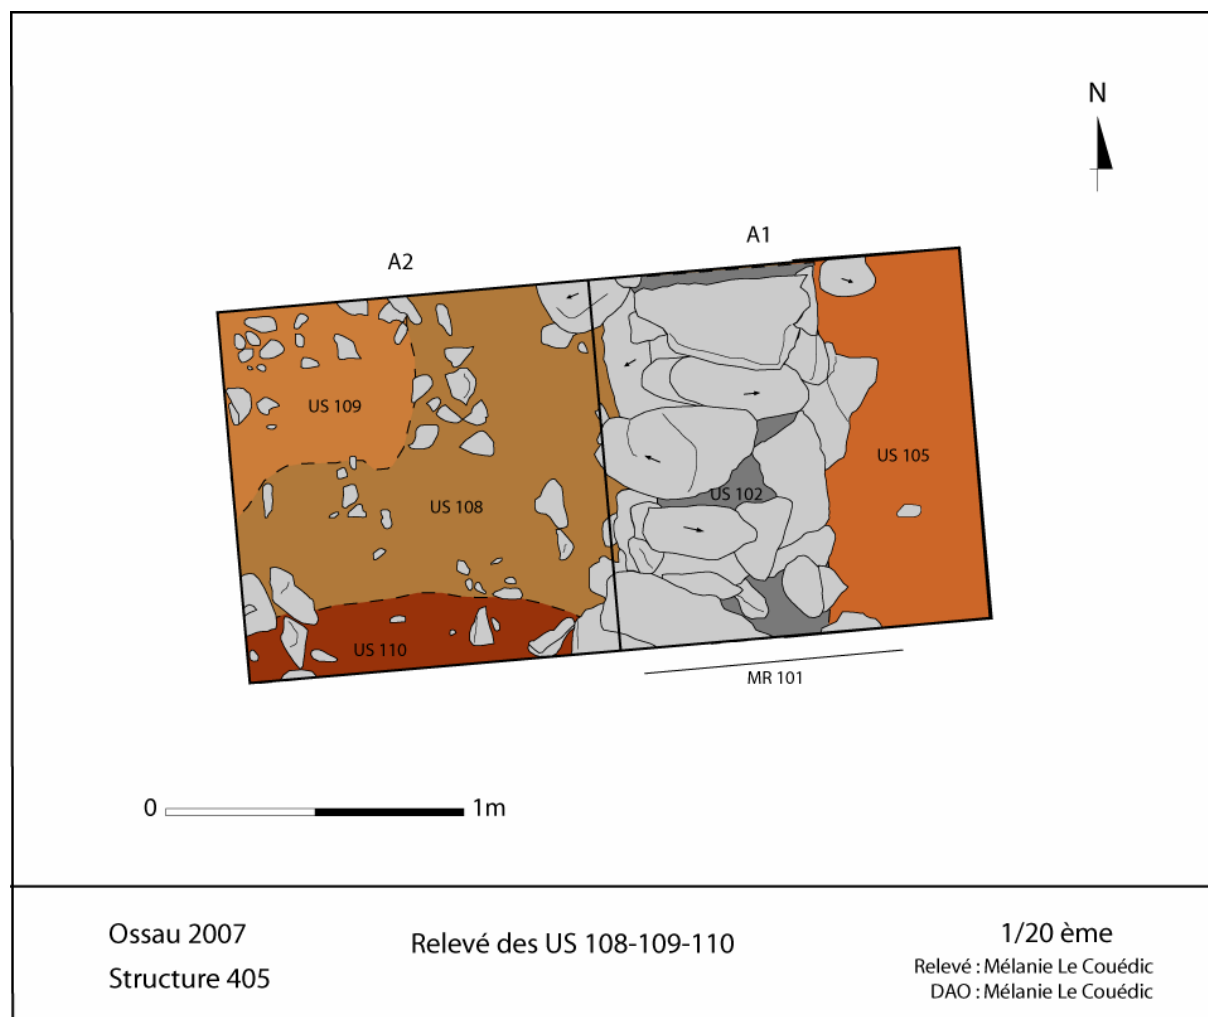 N
A1
A2
US 109
US 105
US 102
US 108
US 110
MR 101
0 1m
Ossau 2007
Structure 405
Relevé des US 108-109-110
1/20 ème
Relevé : Mélanie Le Couédic
DAO : Mélanie Le Couédic